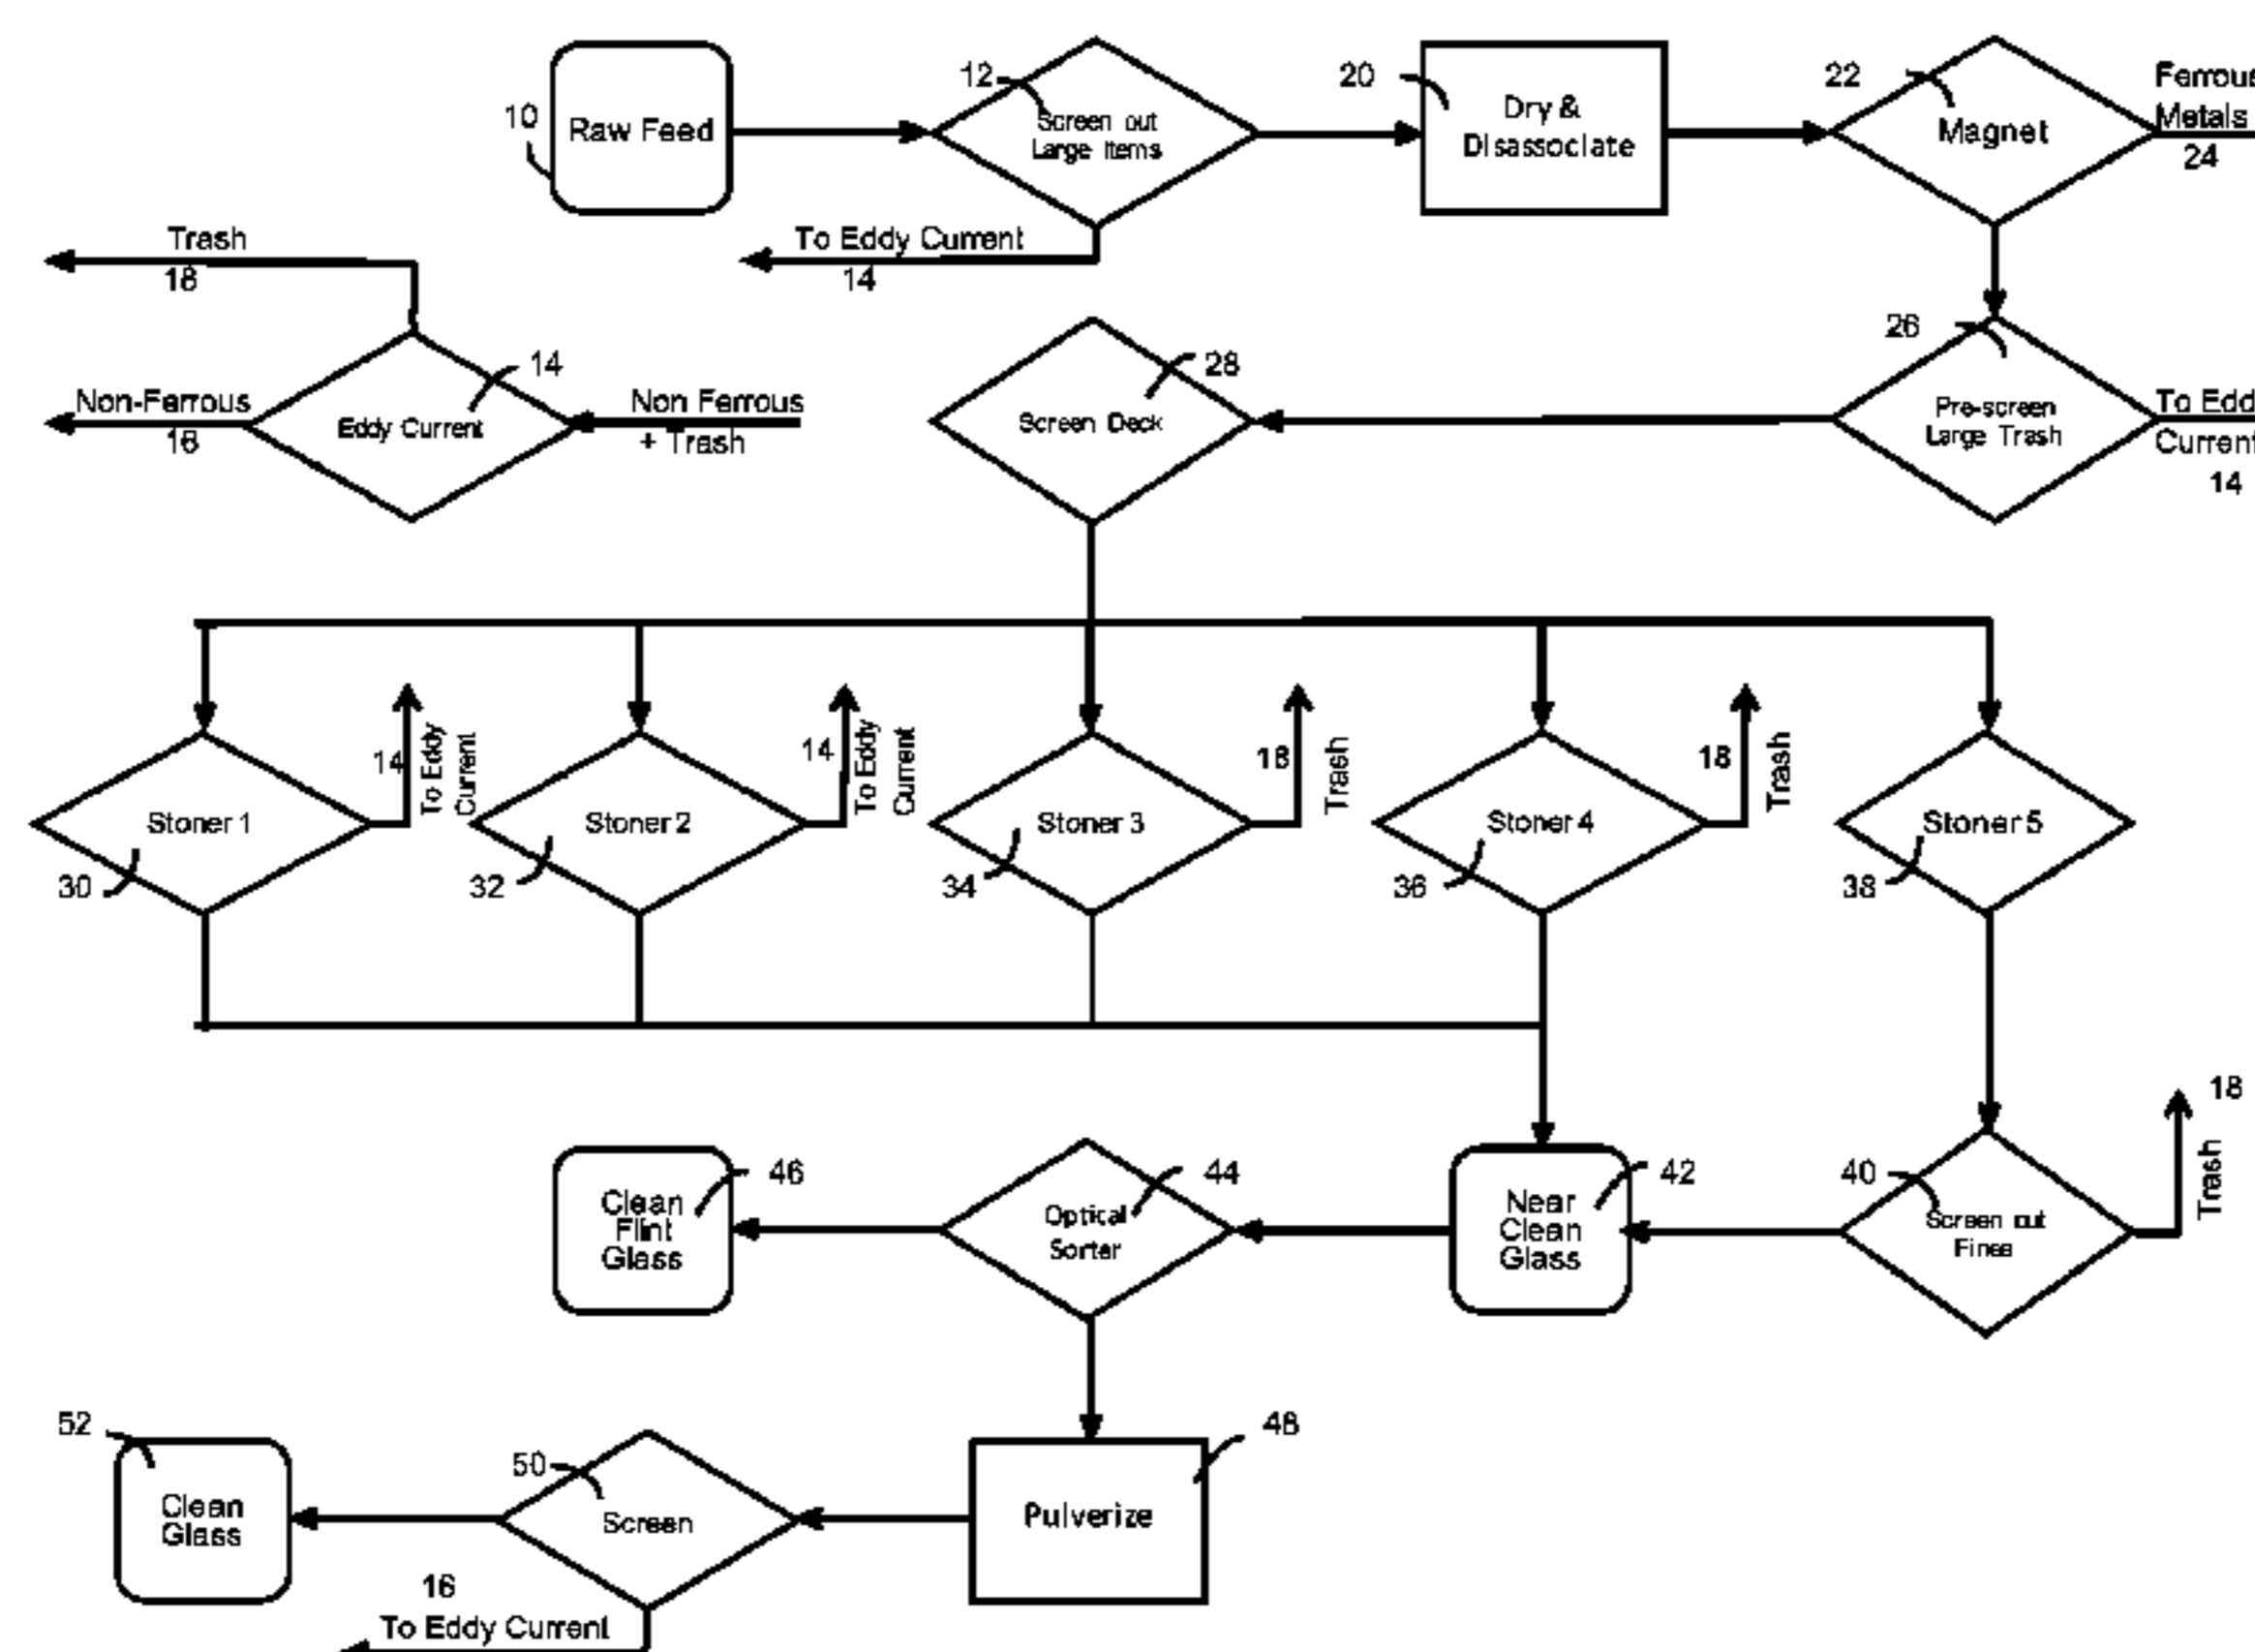 10
Raw Feed
12
Screen out
Large Items
20
Dry &
Disassociate
22
Magnet
Ferrous
Metals
24
Trash
18
To Eddy Current
14
Non-Ferrous
16
Eddy Current
14
Non Ferrous
+ Trash
Screen Deck
28
26
Pre-screen
Large Trash
To Edd
Current
14
Stoner 1
30
14
To Eddy
Current
Stoner 2
32
14
To Eddy
Current
Stoner 3
34
18
Trash
Stoner 4
36
18
Trash
Stoner 5
38
Clean
Flint
Glass
46
Optical
Sorter
44
Near
Clean
Glass
42
40
Screen out
Fines
18
Trash
52
Clean
Glass
50
Screen
Pulverize
48
16
To Eddy Current